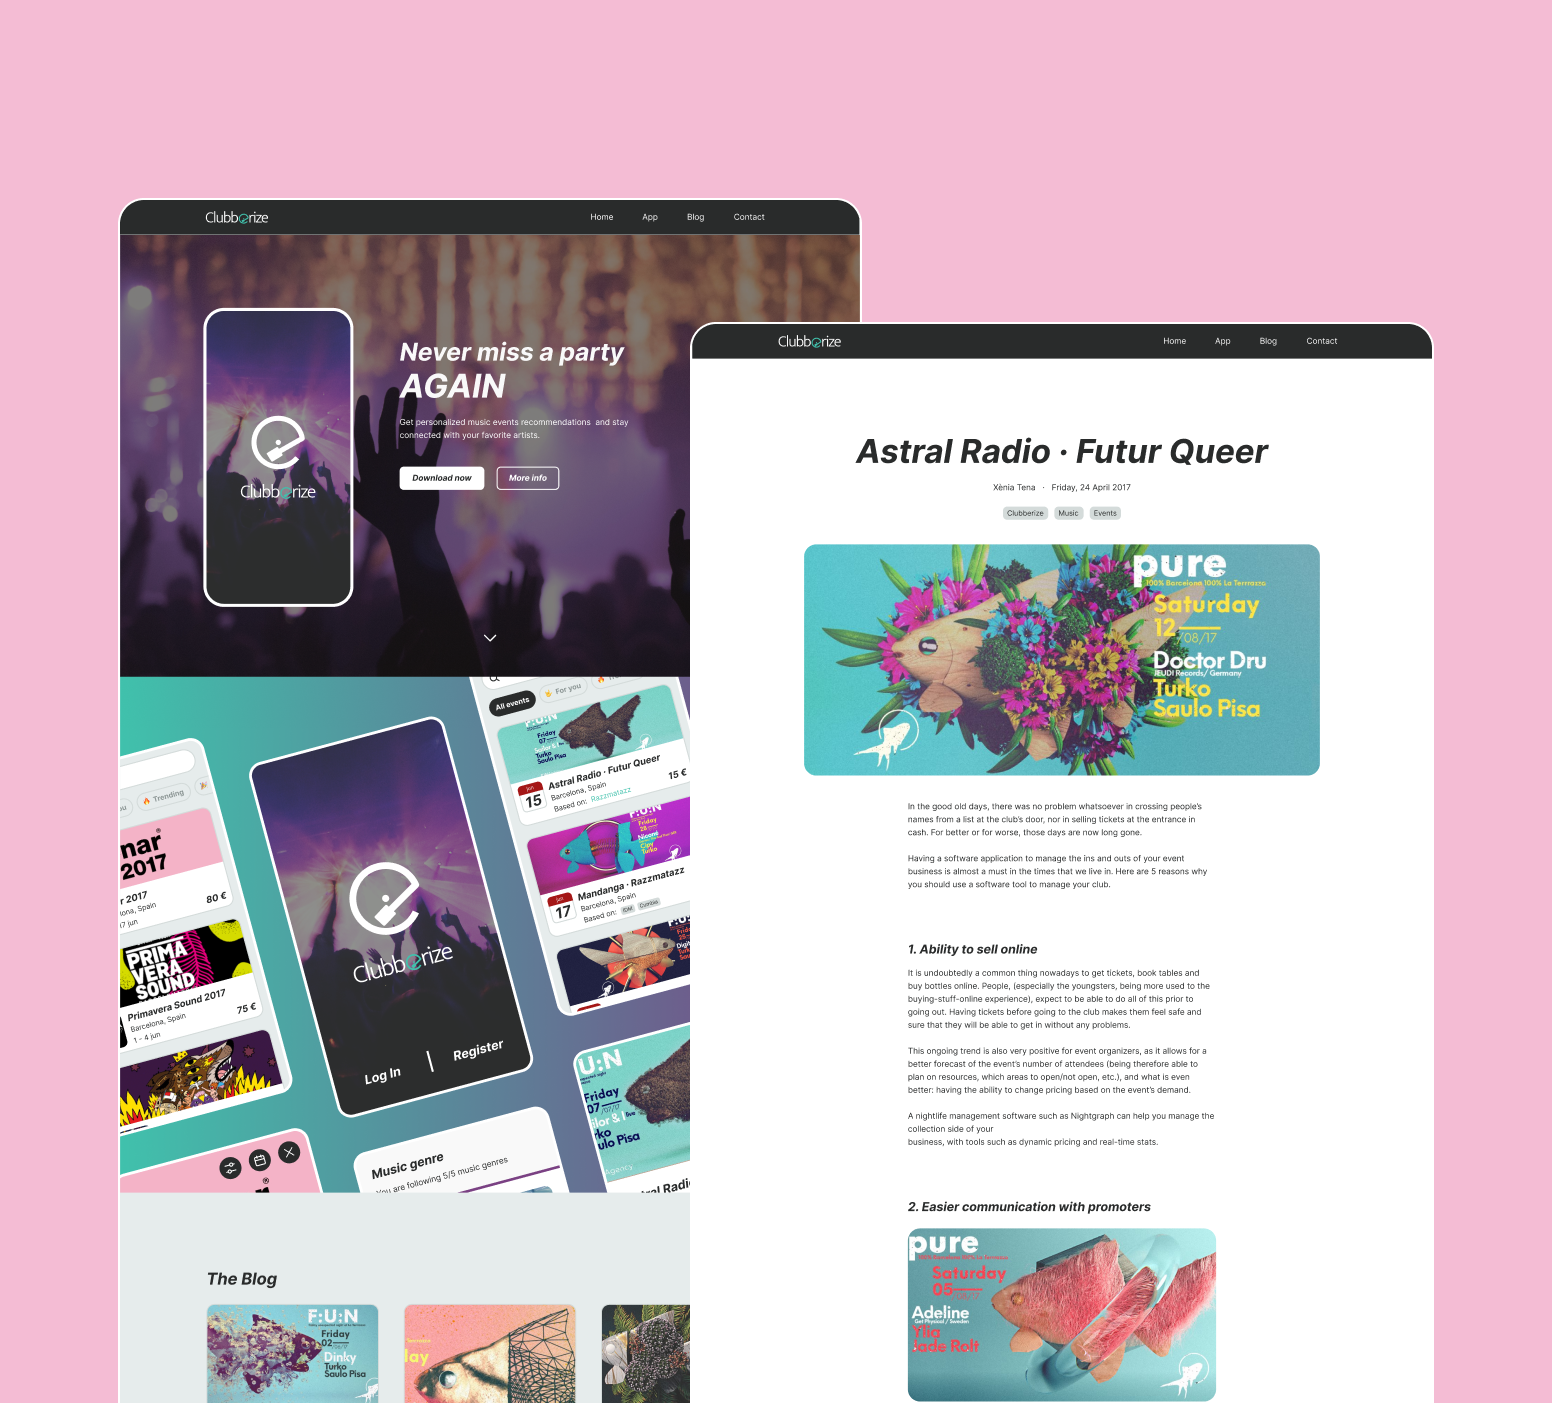 Clubberize
Home App Blog Contact
Never miss a party
AGAIN
Get personalized music events recommendations and stay
connected with your favorite artists.
Download now More info
Clubberize
All events For you
Friday
07
Turko
Saulo Pisa
Astral Radio · Futur Queer
Barcelona, Spain
Based on: Razzmatazz
15 €
jun
15
F:U:N
Friday
Mandanga · Razzmatazz
Barcelona, Spain
Based on: IDM Cumbia
jun
17
Trending
2017
2017
Spain
jun
80 €
PRIMA
VERA
SOUND
Primavera Sound 2017
Barcelona, Spain
1 - 4 jun
75 €
Clubberize
Log In | Register
Music genre
You are following 5/5 music genres
U:N
Friday
07 /07/17
Agency
The Blog
F:U:N
Friday
02
Dinky
Turko
Saulo Pisa
lay
Clubberize
Home App Blog Contact
Astral Radio · Futur Queer
Xènia Tena · Friday, 24 April 2017
Clubberize Music Events
pure
100% Barcelona 100% La Terrraza
Saturday
12 /08/17
Doctor Dru
JEUDI Records/ Germany
Turko
Saulo Pisa
In the good old days, there was no problem whatsoever in crossing people's
names from a list at the club's door, nor in selling tickets at the entrance in
cash. For better or for worse, those days are now long gone.
Having a software application to manage the ins and outs of your event
business is almost a must in the times that we live in. Here are 5 reasons why
you should use a software tool to manage your club.
1. Ability to sell online
It is undoubtedly a common thing nowadays to get tickets, book tables and
buy bottles online. People, (especially the youngsters, being more used to the
buying-stuff-online experience), expect to be able to do all of this prior to
going out. Having tickets before going to the club makes them feel safe and
sure that they will be able to get in without any problems.
This ongoing trend is also very positive for event organizers, as it allows for a
better forecast of the event's number of attendees (being therefore able to
plan on resources, which areas to open/not open, etc.), and what is even
better: having the ability to change pricing based on the event's demand.
A nightlife management software such as Nightgraph can help you manage the
collection side of your
business, with tools such as dynamic pricing and real-time stats.
2. Easier communication with promoters
pure
Saturday
05
Adeline
Get Physical / Sweden
Ylia
Jade Rolt